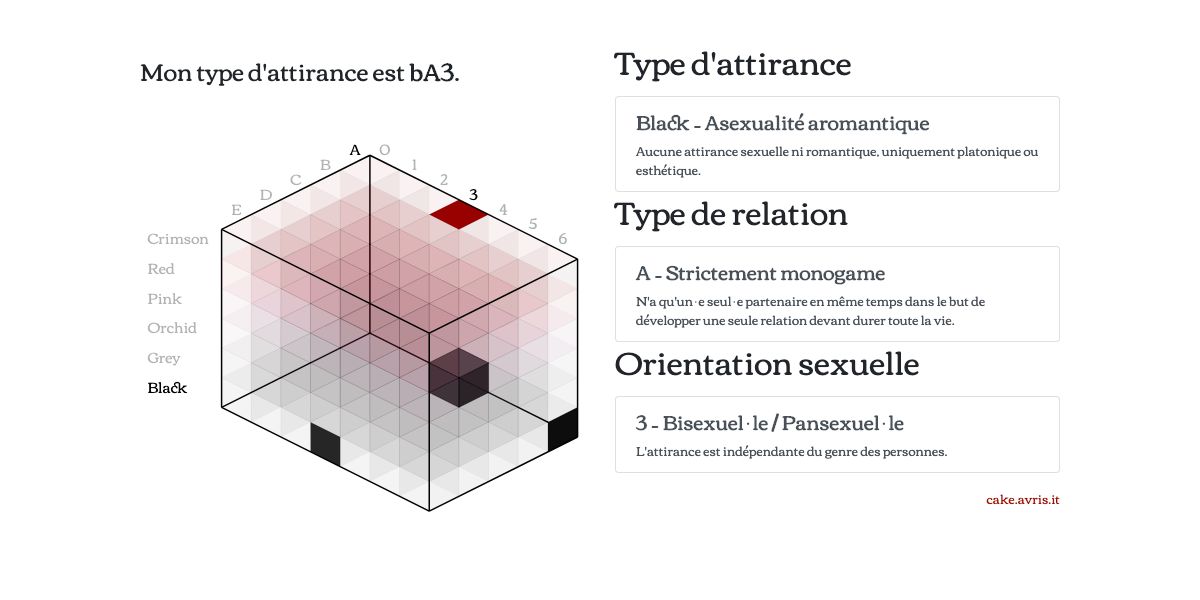 Mon type d'attirance est bA3.
A O
B 1
C 2
D 3
E 4
5
6
Crimson
Red
Pink
Orchid
Grey
Black
Type d'attirance
Black - Asexualité aromantique
Aucune attirance sexuelle ni romantique, uniquement platonique ou
esthétique.
Type de relation
A - Strictement monogame
N'a qu'un·e seul·e partenaire en même temps dans le but de
développer une seule relation devant durer toute la vie.
Orientation sexuelle
3 - Bisexuel·le / Pansexuel·le
L'attirance est indépendante du genre des personnes.
cake.avris.it